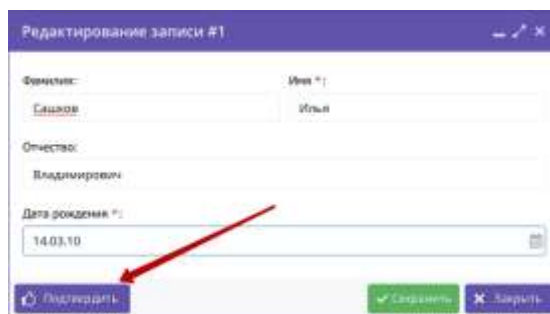 Редактирование записи #1
Фамилия: Имя *:
Сашков Илья
Отчество:
Владимирович
Дата рождения *:
14.03.10
Подтвердить Сохранить Закрыть